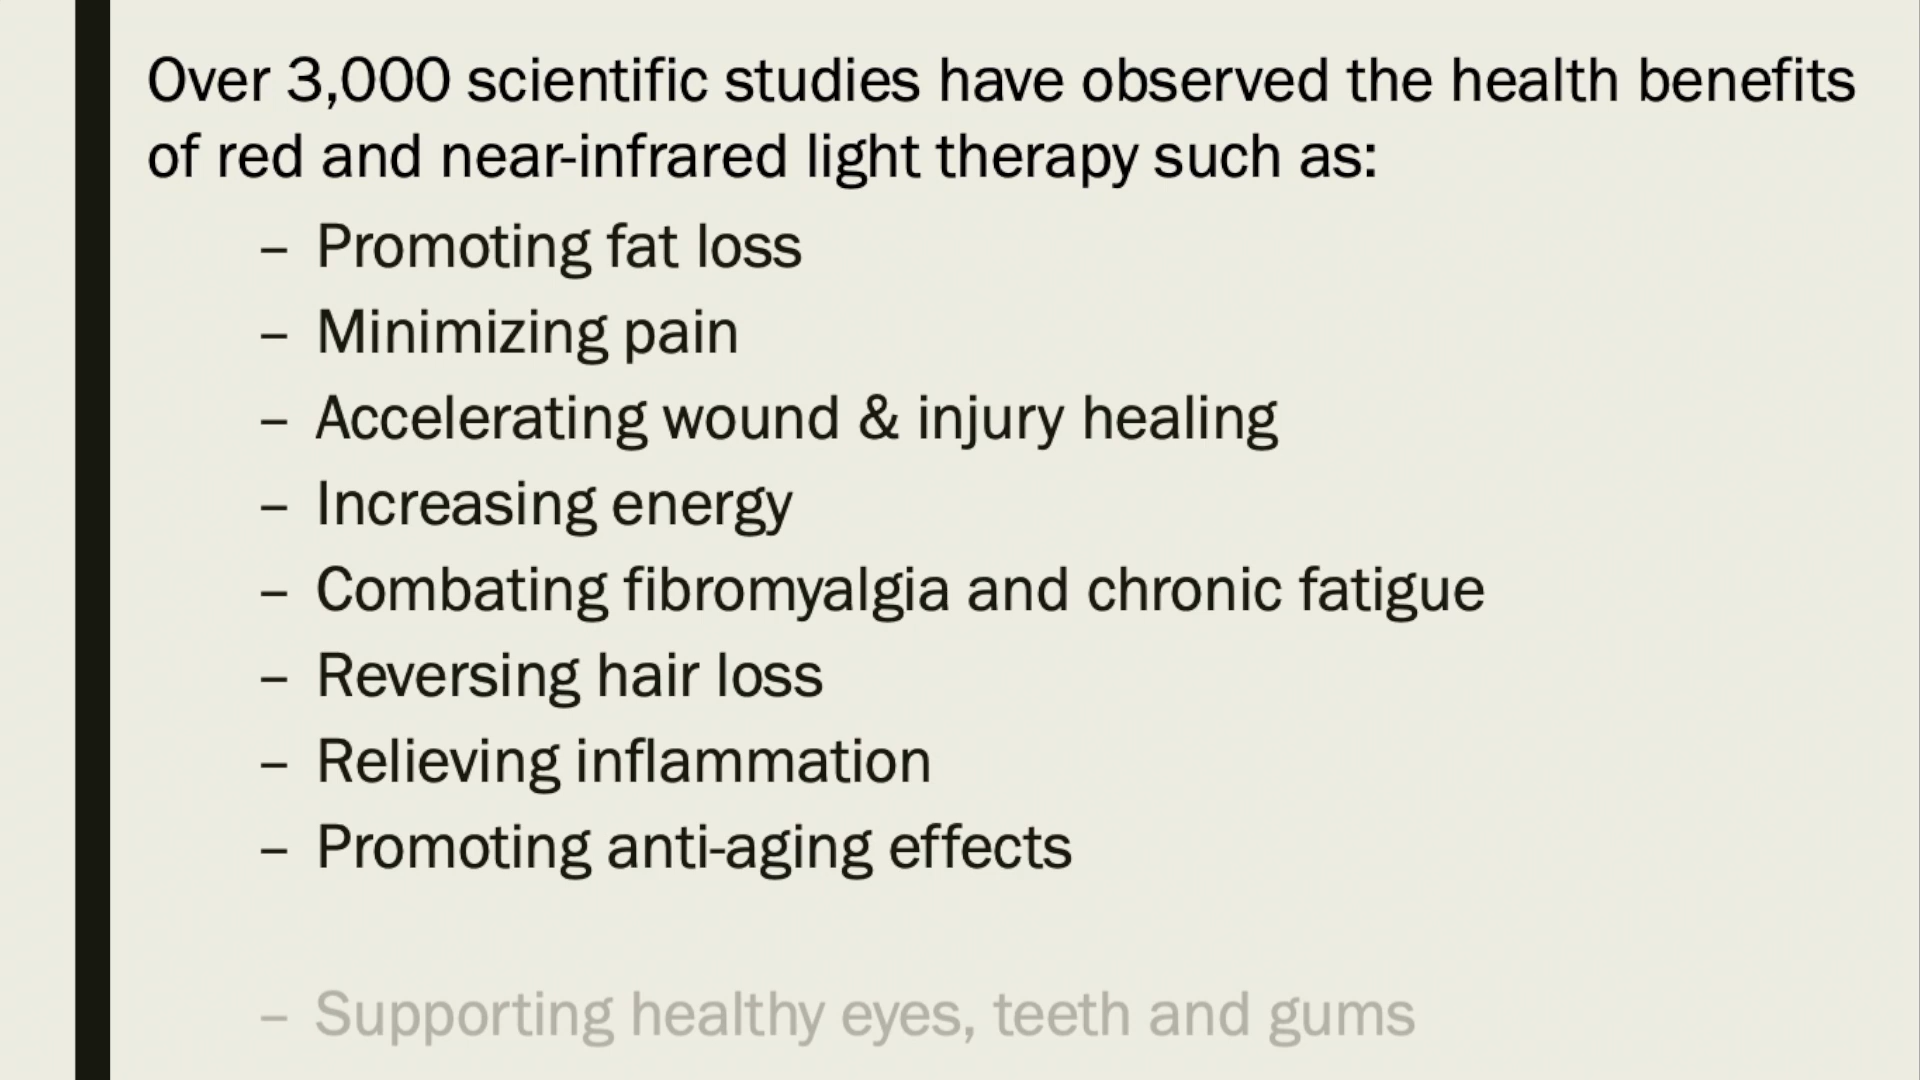 Over 3,000 scientific studies have observed the health benefits
of red and near-infrared light therapy such as:
– Promoting fat loss
– Minimizing pain
– Accelerating wound & injury healing
– Increasing energy
– Combating fibromyalgia and chronic fatigue
– Reversing hair loss
– Relieving inflammation
– Promoting anti-aging effects
– Supporting healthy eyes, teeth and gums